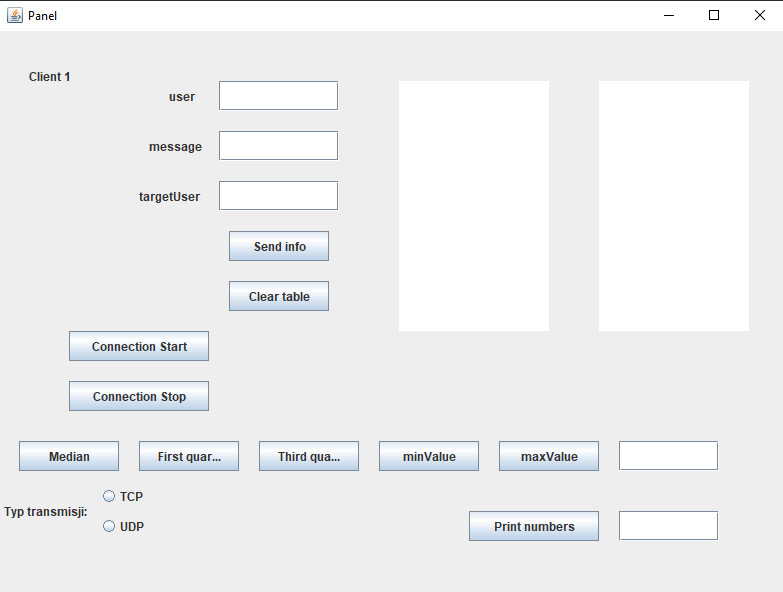 Panel
Client 1
user
message
targetUser
Send info
Clear table
Connection Start
Connection Stop
Median
First quar...
Third qua...
minValue
maxValue
Typ transmisji:
TCP
UDP
Print numbers